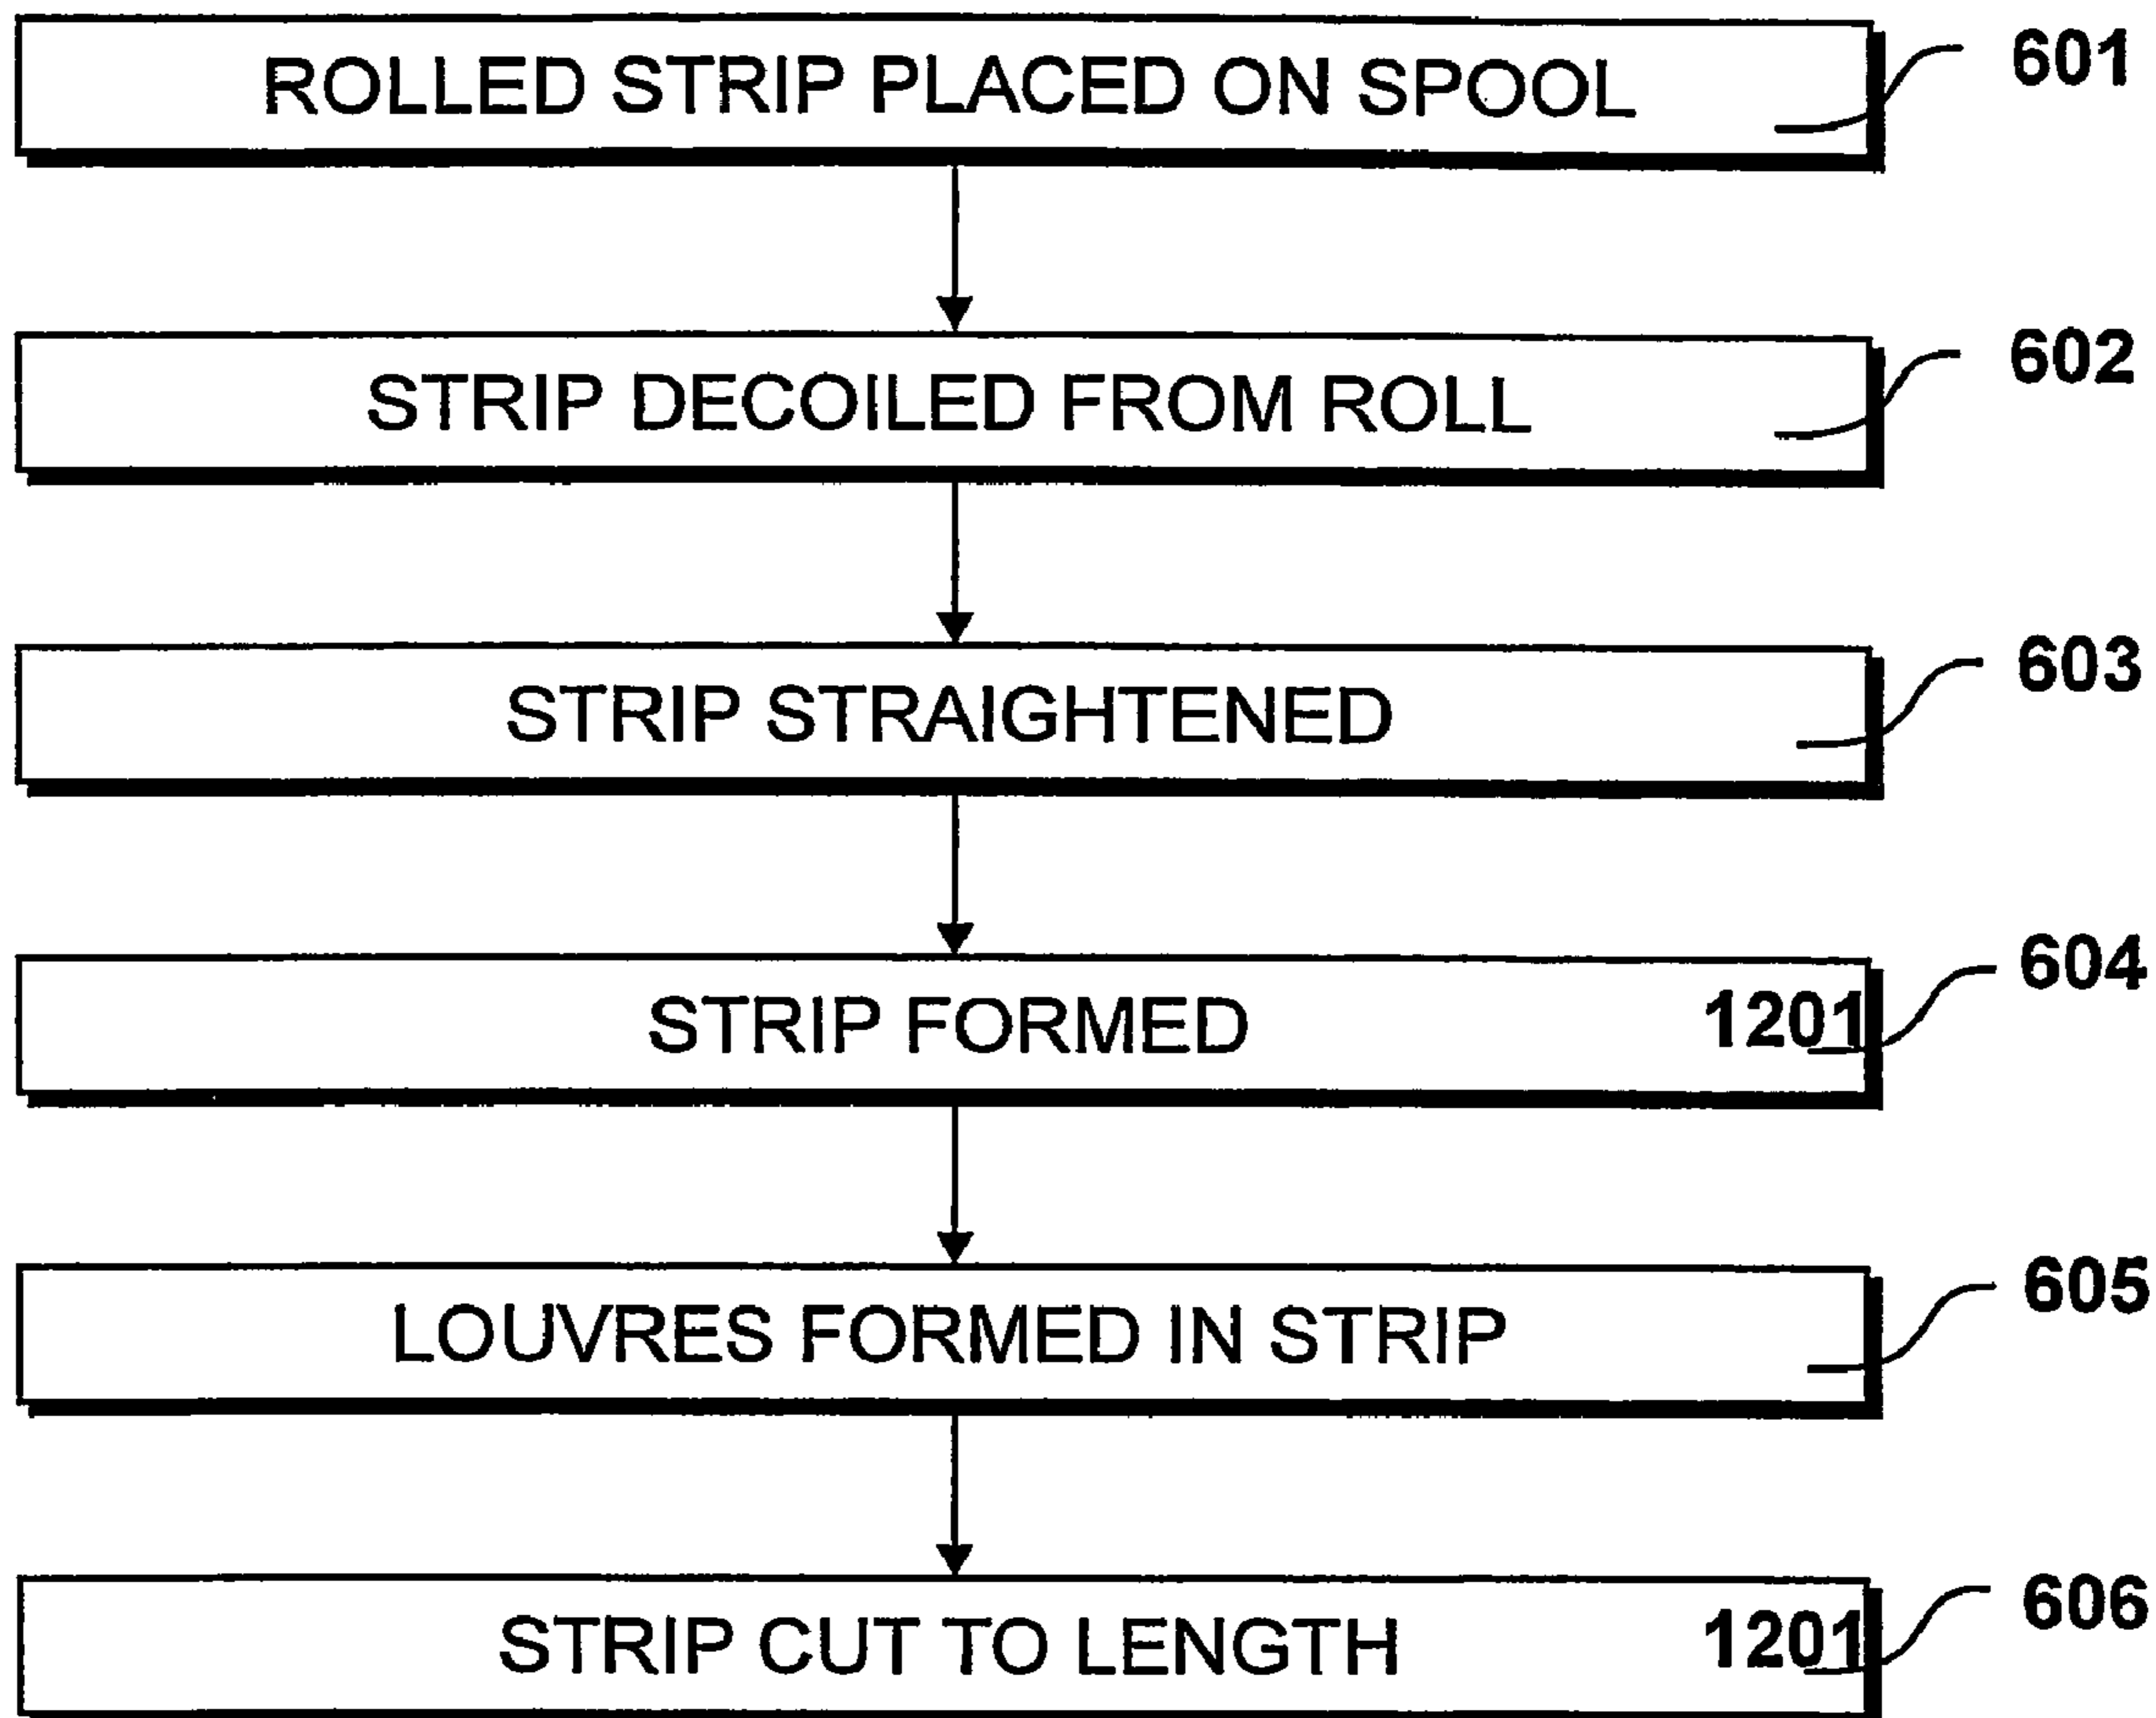 ROLLED STRIP PLACED ON SPOOL 601
STRIP DECOILED FROM ROLL 602
STRIP STRAIGHTENED 603
STRIP FORMED 1201 604
LOUVRES FORMED IN STRIP 605
STRIP CUT TO LENGTH 1201 606